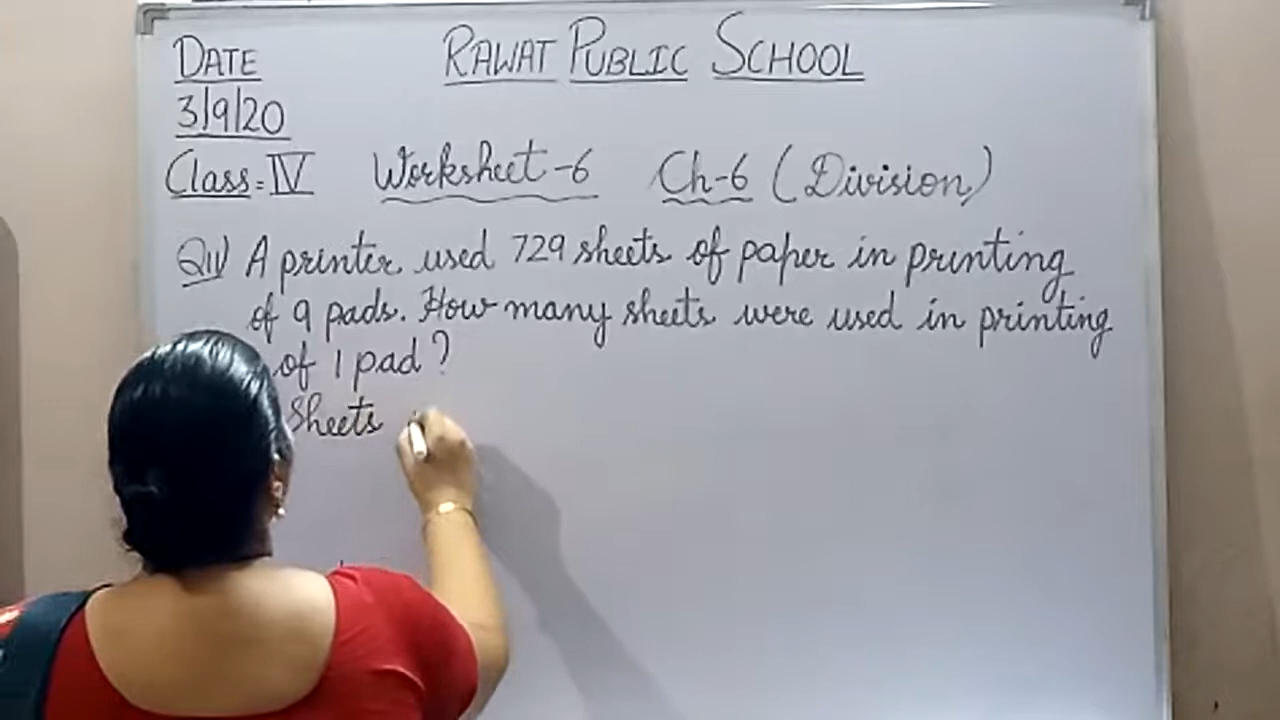 DATE
RAWAT PUBLIC SCHOOL
3/9/20
Class = IV Worksheet-6 Ch-6 (Division)
Q11) A printer used 729 sheets of paper in printing
of 9 pads. How many sheets were used in printing
of 1 pad?
Sheets